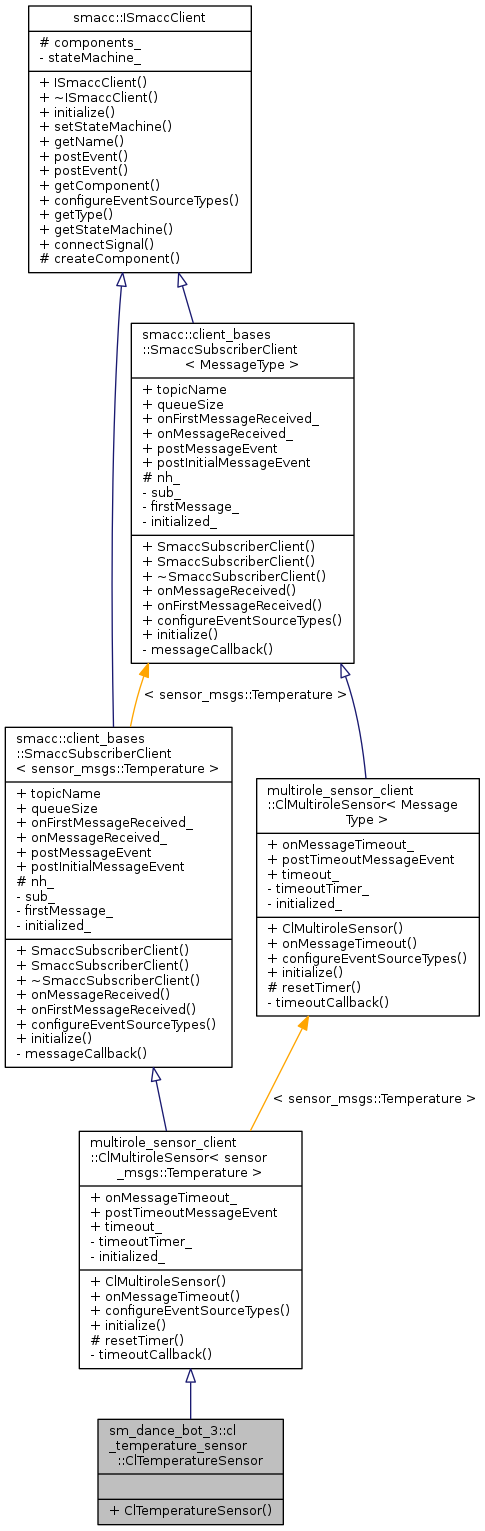 smacc::ISmaccClient
# components_
- stateMachine_
+ ISmaccClient()
+ ~ISmaccClient()
+ initialize()
+ setStateMachine()
+ getName()
+ postEvent()
+ postEvent()
+ getComponent()
+ configureEventSourceTypes()
+ getType()
+ getStateMachine()
+ connectSignal()
# createComponent()
smacc::client_bases
::SmaccSubscriberClient
< MessageType >
+ topicName
+ queueSize
+ onFirstMessageReceived_
+ onMessageReceived_
+ postMessageEvent
+ postInitialMessageEvent
# nh_
- sub_
- firstMessage_
- initialized_
+ SmaccSubscriberClient()
+ SmaccSubscriberClient()
+ ~SmaccSubscriberClient()
+ onMessageReceived()
+ onFirstMessageReceived()
+ configureEventSourceTypes()
+ initialize()
- messageCallback()
< sensor_msgs::Temperature >
smacc::client_bases
::SmaccSubscriberClient
< sensor_msgs::Temperature >
+ topicName
+ queueSize
+ onFirstMessageReceived_
+ onMessageReceived_
+ postMessageEvent
+ postInitialMessageEvent
# nh_
- sub_
- firstMessage_
- initialized_
+ SmaccSubscriberClient()
+ SmaccSubscriberClient()
+ ~SmaccSubscriberClient()
+ onMessageReceived()
+ onFirstMessageReceived()
+ configureEventSourceTypes()
+ initialize()
- messageCallback()
multirole_sensor_client
::ClMultiroleSensor< Message
Type >
+ onMessageTimeout_
+ postTimeoutMessageEvent
+ timeout_
- timeoutTimer_
- initialized_
+ ClMultiroleSensor()
+ onMessageTimeout()
+ configureEventSourceTypes()
+ initialize()
# resetTimer()
- timeoutCallback()
< sensor_msgs::Temperature >
multirole_sensor_client
::ClMultiroleSensor< sensor
_msgs::Temperature >
+ onMessageTimeout_
+ postTimeoutMessageEvent
+ timeout_
- timeoutTimer_
- initialized_
+ ClMultiroleSensor()
+ onMessageTimeout()
+ configureEventSourceTypes()
+ initialize()
# resetTimer()
- timeoutCallback()
sm_dance_bot_3::cl
_temperature_sensor
::ClTemperatureSensor
+ ClTemperatureSensor()